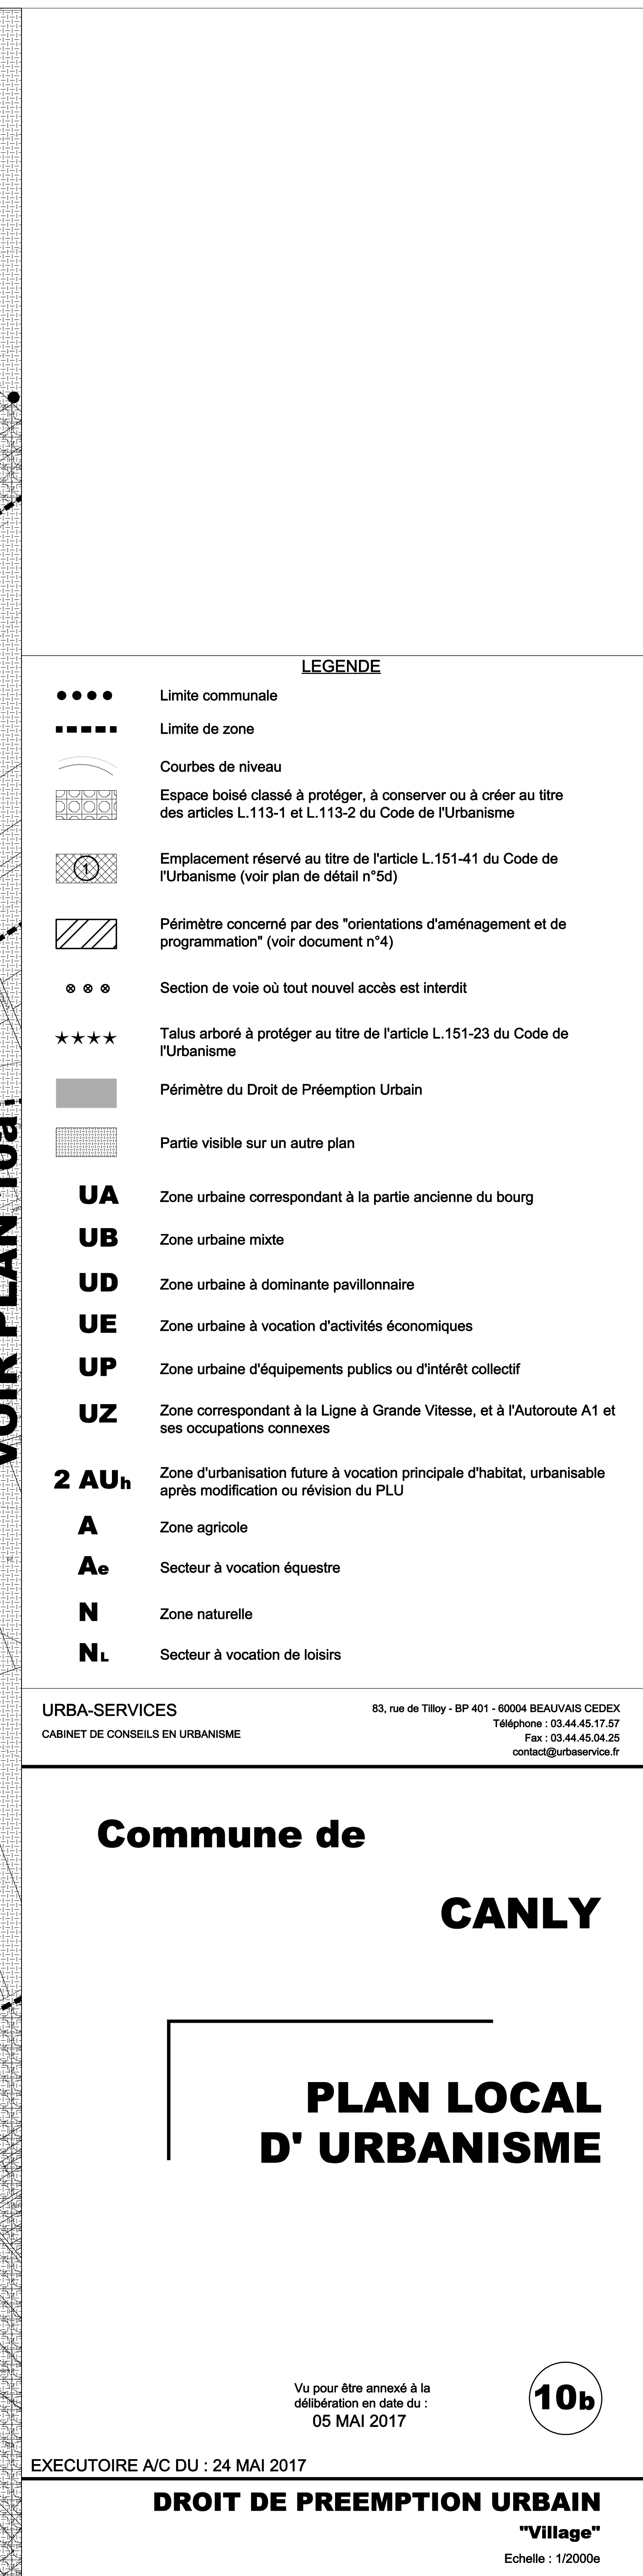 LEGENDE
Limite communale
Limite de zone
Courbes de niveau
Espace boisé classé à protéger, à conserver ou à créer au titre
des articles L.113-1 et L.113-2 du Code de l'Urbanisme
1
Emplacement réservé au titre de l'article L.151-41 du Code de
l'Urbanisme (voir plan de détail n°5d)
Périmètre concerné par des "orientations d'aménagement et de
programmation" (voir document n°4)
Section de voie où tout nouvel accès est interdit
Talus arboré à protéger au titre de l'article L.151-23 du Code de
l'Urbanisme
Périmètre du Droit de Préemption Urbain
Partie visible sur un autre plan
VOIR PLAN 10a
UA Zone urbaine correspondant à la partie ancienne du bourg
UB Zone urbaine mixte
UD Zone urbaine à dominante pavillonnaire
UE Zone urbaine à vocation d'activités économiques
UP Zone urbaine d'équipements publics ou d'intérêt collectif
UZ Zone correspondant à la Ligne à Grande Vitesse, et à l'Autoroute A1 et
ses occupations connexes
2 AUh Zone d'urbanisation future à vocation principale d'habitat, urbanisable
après modification ou révision du PLU
A Zone agricole
Ae Secteur à vocation équestre
N Zone naturelle
NL Secteur à vocation de loisirs
URBA-SERVICES
CABINET DE CONSEILS EN URBANISME
83, rue de Tilloy - BP 401 - 60004 BEAUVAIS CEDEX
Téléphone : 03.44.45.17.57
Fax : 03.44.45.04.25
contact@urbaservice.fr
Commune de
CANLY
PLAN LOCAL
D' URBANISME
Vu pour être annexé à la
délibération en date du :
05 MAI 2017
10b
EXECUTOIRE A/C DU : 24 MAI 2017
DROIT DE PREEMPTION URBAIN
"Village"
Echelle : 1/2000e